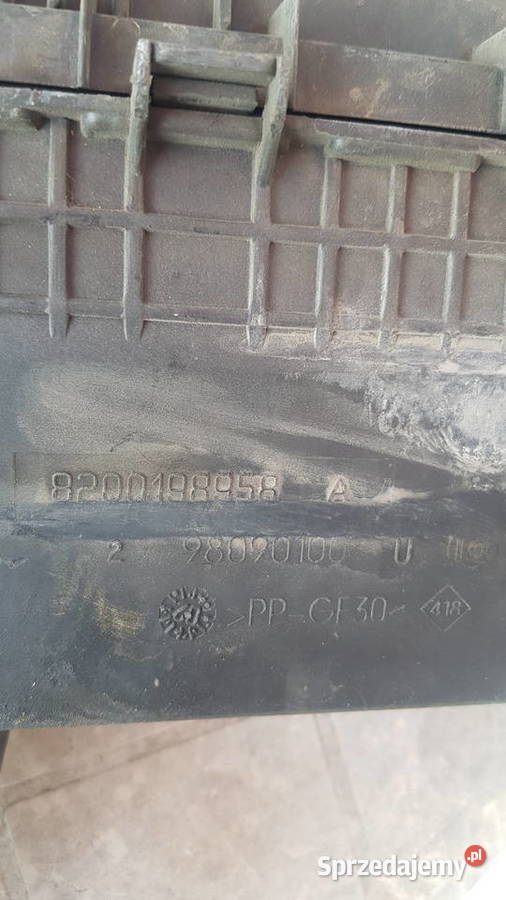 8200198958 A
2 98090100 U
>PP-GF30< 418
Sprzedajemy.pl